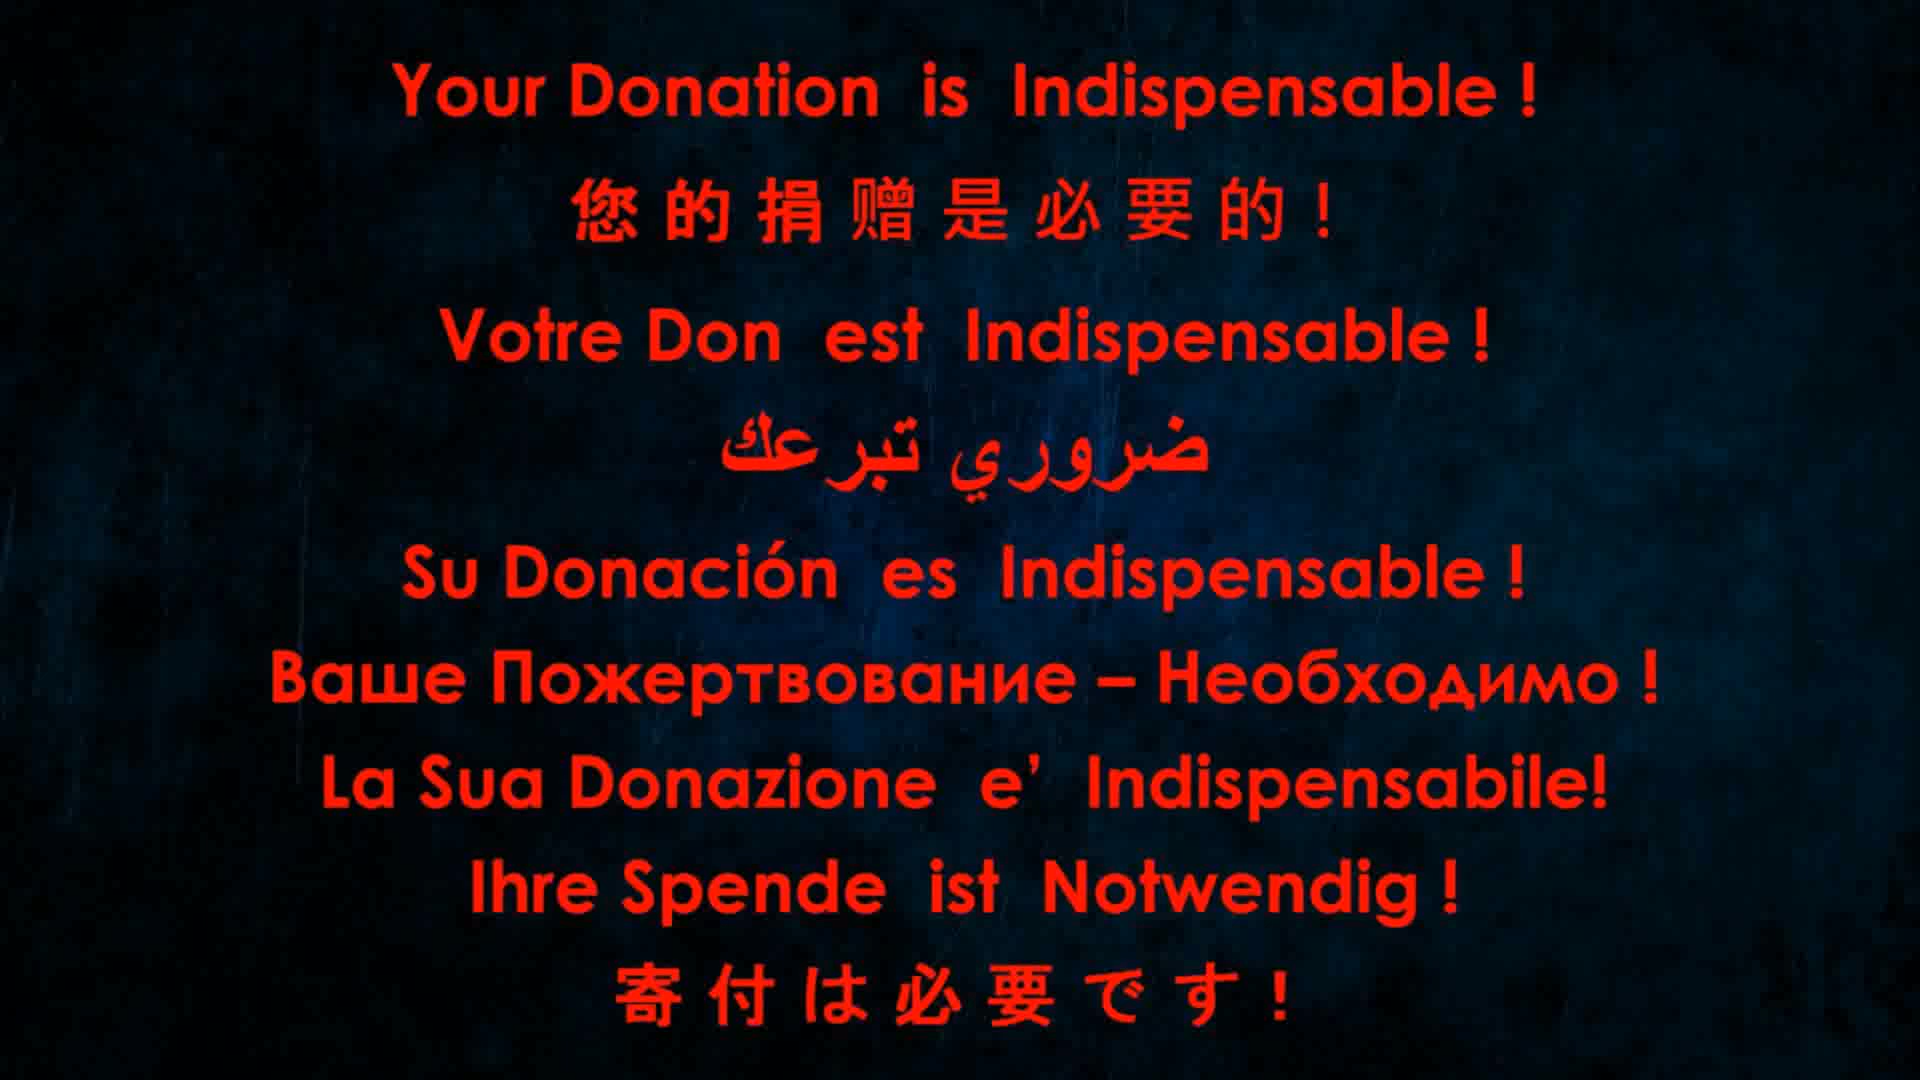 Your Donation is Indispensable !
您的捐赠是必要的!
Votre Don est Indispensable !
ضروري تبرعك
Su Donación es Indispensable !
Ваше Пожертвование – Необходимо !
La Sua Donazione e’ Indispensabile!
Ihre Spende ist Notwendig !
寄付は必要です!